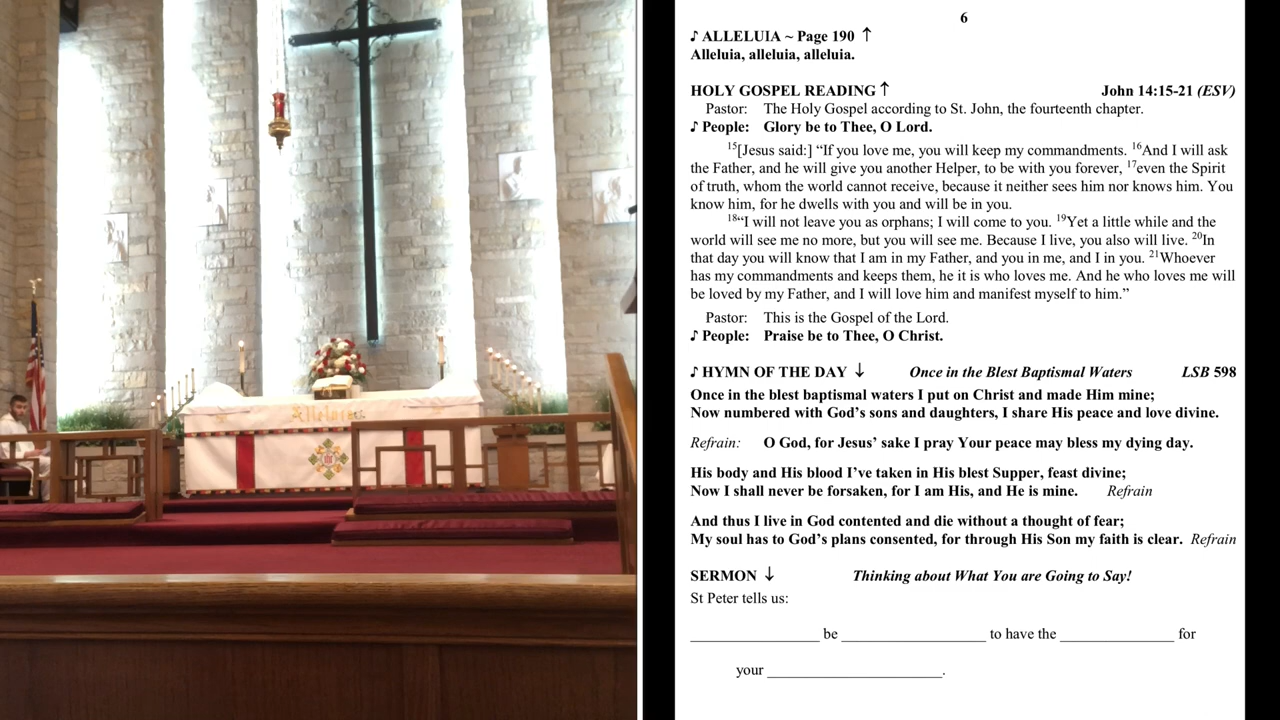 Alleluia
6
♪ ALLELUIA ~ Page 190 ↑
Alleluia, alleluia, alleluia.
HOLY GOSPEL READING ↑ John 14:15-21 (ESV)
Pastor: The Holy Gospel according to St. John, the fourteenth chapter.
♪ People: Glory be to Thee, O Lord.
15[Jesus said:] “If you love me, you will keep my commandments. 16And I will ask
the Father, and he will give you another Helper, to be with you forever, 17even the Spirit
of truth, whom the world cannot receive, because it neither sees him nor knows him. You
know him, for he dwells with you and will be in you.
18“I will not leave you as orphans; I will come to you. 19Yet a little while and the
world will see me no more, but you will see me. Because I live, you also will live. 20In
that day you will know that I am in my Father, and you in me, and I in you. 21Whoever
has my commandments and keeps them, he it is who loves me. And he who loves me will
be loved by my Father, and I will love him and manifest myself to him.”
Pastor: This is the Gospel of the Lord.
♪ People: Praise be to Thee, O Christ.
♪ HYMN OF THE DAY ↓ Once in the Blest Baptismal Waters LSB 598
Once in the blest baptismal waters I put on Christ and made Him mine;
Now numbered with God’s sons and daughters, I share His peace and love divine.
Refrain: O God, for Jesus’ sake I pray Your peace may bless my dying day.
His body and His blood I’ve taken in His blest Supper, feast divine;
Now I shall never be forsaken, for I am His, and He is mine. Refrain
And thus I live in God contented and die without a thought of fear;
My soul has to God’s plans consented, for through His Son my faith is clear. Refrain
SERMON ↓ Thinking about What You are Going to Say!
St Peter tells us:
__________________ be ____________________ to have the ________________ for
your ________________________.